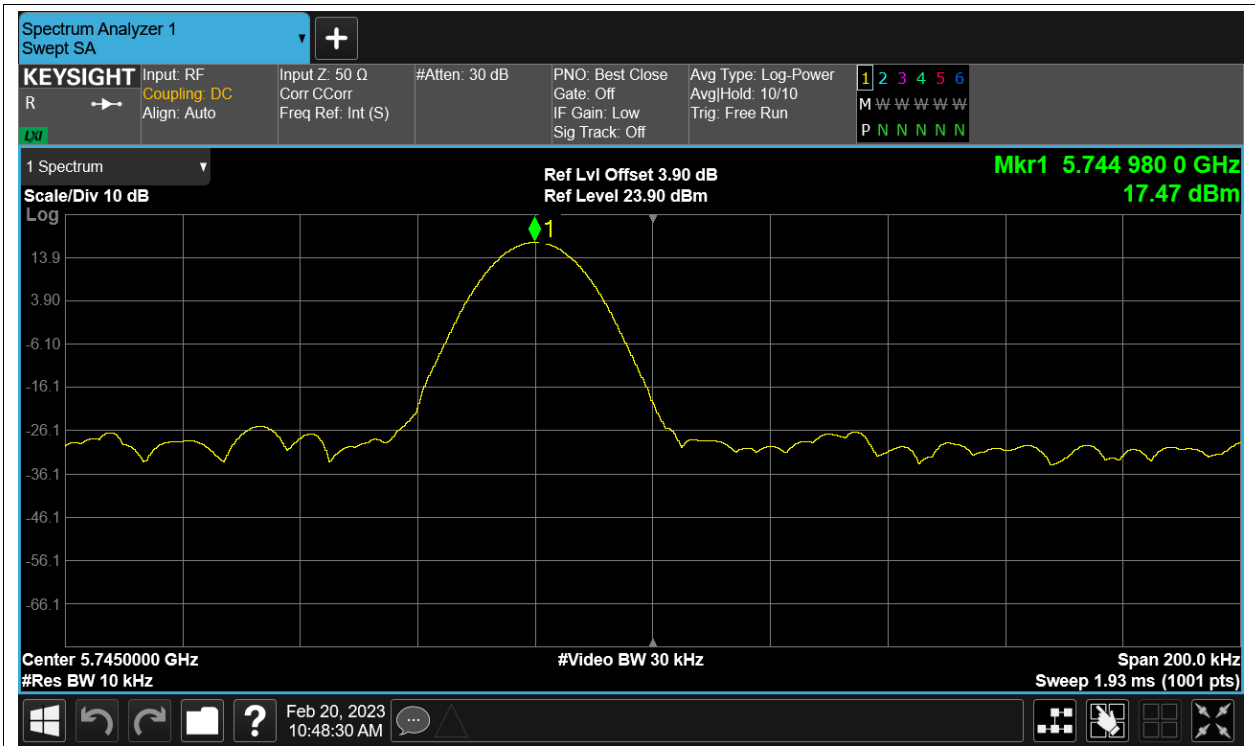 Spectrum Analyzer 1
Swept SA
KEYSIGHT
R
LXI
Input: RF
Coupling: DC
Align: Auto
Input Z: 50 Ω
Corr CCorr
Freq Ref: Int (S)
#Atten: 30 dB
PNO: Best Close
Gate: Off
IF Gain: Low
Sig Track: Off
Avg Type: Log-Power
Avg|Hold: 10/10
Trig: Free Run
1 2 3 4 5 6
M W W W W W
P N N N N N
1 Spectrum
Scale/Div 10 dB
Ref Lvl Offset 3.90 dB
Ref Level 23.90 dBm
Mkr1 5.744 980 0 GHz
17.47 dBm
Log
1
13.9
3.90
-6.10
-16.1
-26.1
-36.1
-46.1
-56.1
-66.1
Center 5.7450000 GHz
#Res BW 10 kHz
#Video BW 30 kHz
Span 200.0 kHz
Sweep 1.93 ms (1001 pts)
?
Feb 20, 2023
10:48:30 AM